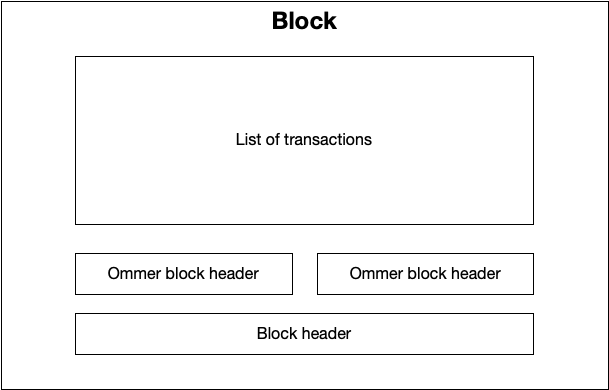 Block
List of transactions
Ommer block header
Ommer block header
Block header